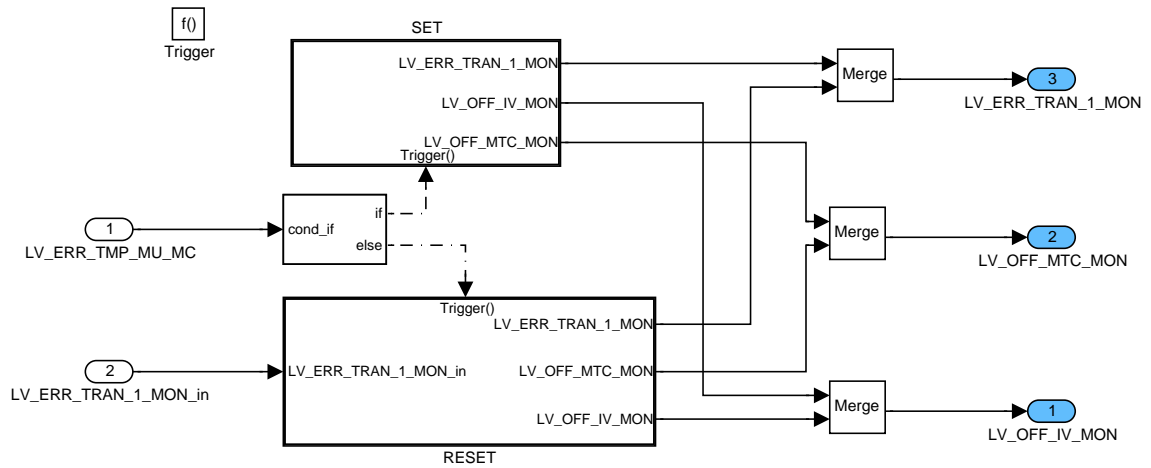 f()
Trigger
SET
LV_ERR_TRAN_1_MON
LV_OFF_IV_MON
LV_OFF_MTC_MON
Trigger()
Merge
3
LV_ERR_TRAN_1_MON
1
LV_ERR_TMP_MU_MC
cond_if
if
else
Merge
2
LV_OFF_MTC_MON
Trigger()
LV_ERR_TRAN_1_MON
2
LV_ERR_TRAN_1_MON_in
LV_ERR_TRAN_1_MON_in
LV_OFF_MTC_MON
LV_OFF_IV_MON
RESET
Merge
1
LV_OFF_IV_MON